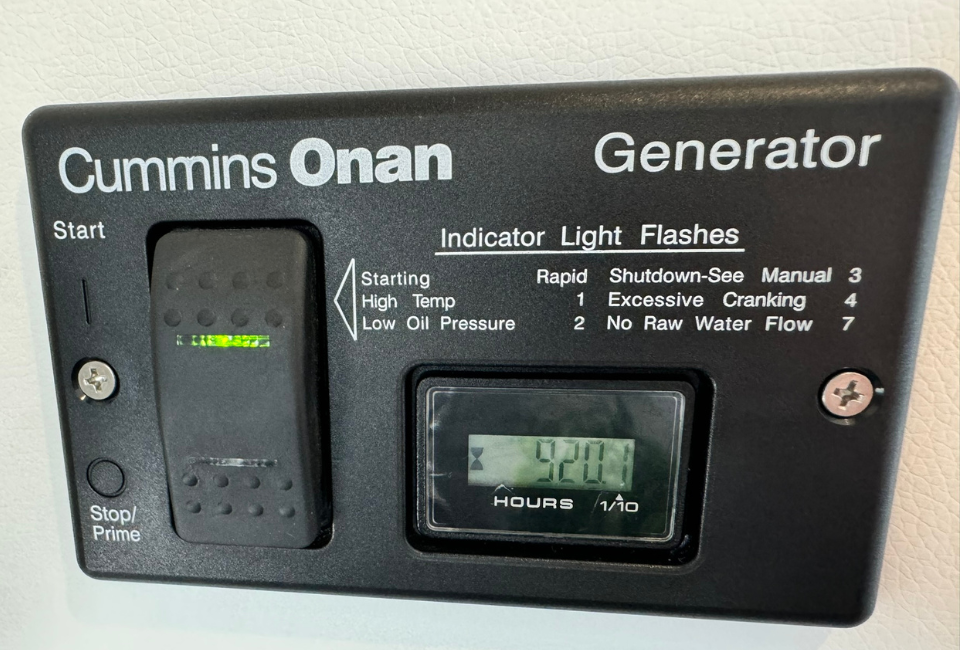 Cummins Onan Generator
Start
Indicator Light Flashes
Starting Rapid Shutdown-See Manual 3
High Temp 1 Excessive Cranking 4
Low Oil Pressure 2 No Raw Water Flow 7
920.1
HOURS 1/10
Stop/
Prime